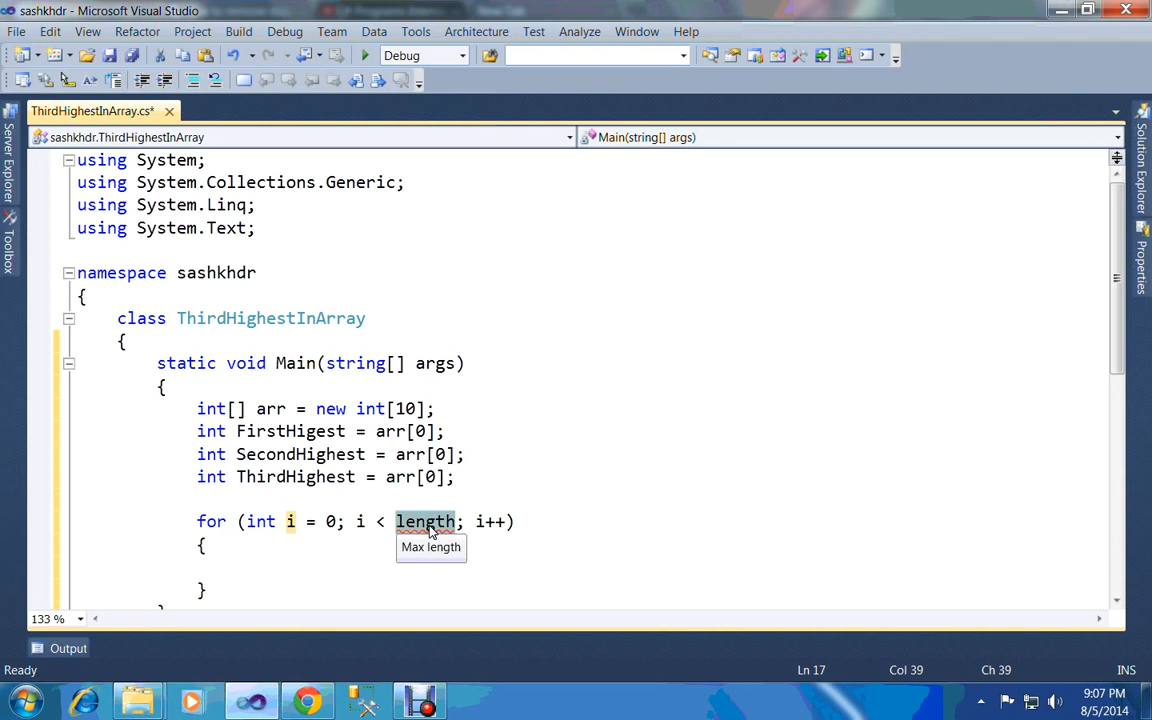 sashkhdr - Microsoft Visual Studio
File Edit View Refactor Project Build Debug Team Data Tools Architecture Test Analyze Window Help
Debug
ThirdHighestInArray.cs*
sashkhdr.ThirdHighestInArray Main(string[] args)
Server Explorer
Toolbox
Solution Explorer
Properties
using System;
using System.Collections.Generic;
using System.Linq;
using System.Text;
namespace sashkhdr
{
class ThirdHighestInArray
{
static void Main(string[] args)
{
int[] arr = new int[10];
int FirstHigest = arr[0];
int SecondHighest = arr[0];
int ThirdHighest = arr[0];
for (int i = 0; i < length; i++)
{
Max length
}
133 %
Output
Ready Ln 17 Col 39 Ch 39 INS
9:07 PM
8/5/2014